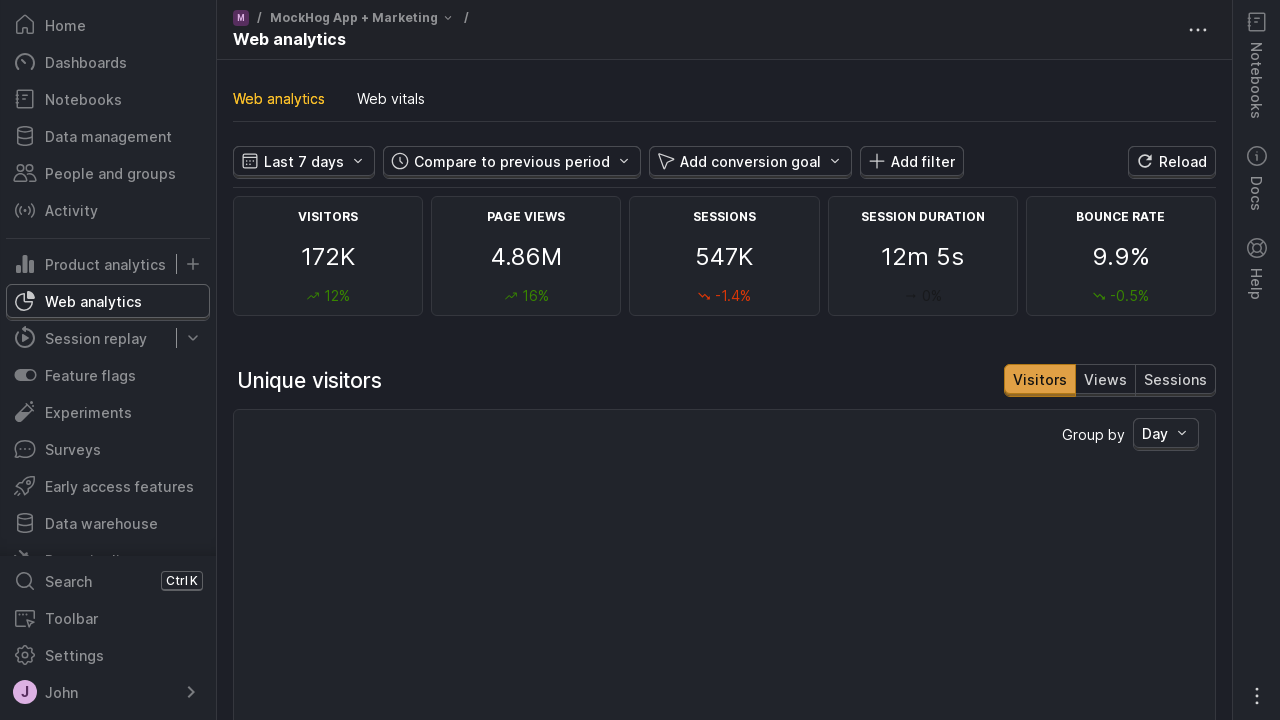 Home
Dashboards
Notebooks
Data management
People and groups
Activity
Product analytics
Web analytics
Session replay
Feature flags
Experiments
Surveys
Early access features
Data warehouse
Search Ctrl K
Toolbar
Settings
J John
M / MockHog App + Marketing /
Web analytics
Web analytics Web vitals
Last 7 days Compare to previous period Add conversion goal Add filter Reload
VISITORS PAGE VIEWS SESSIONS SESSION DURATION BOUNCE RATE
172K 4.86M 547K 12m 5s 9.9%
12% 16% -1.4% 0% -0.5%
Unique visitors Visitors Views Sessions
Group by Day
Notebooks
Docs
Help